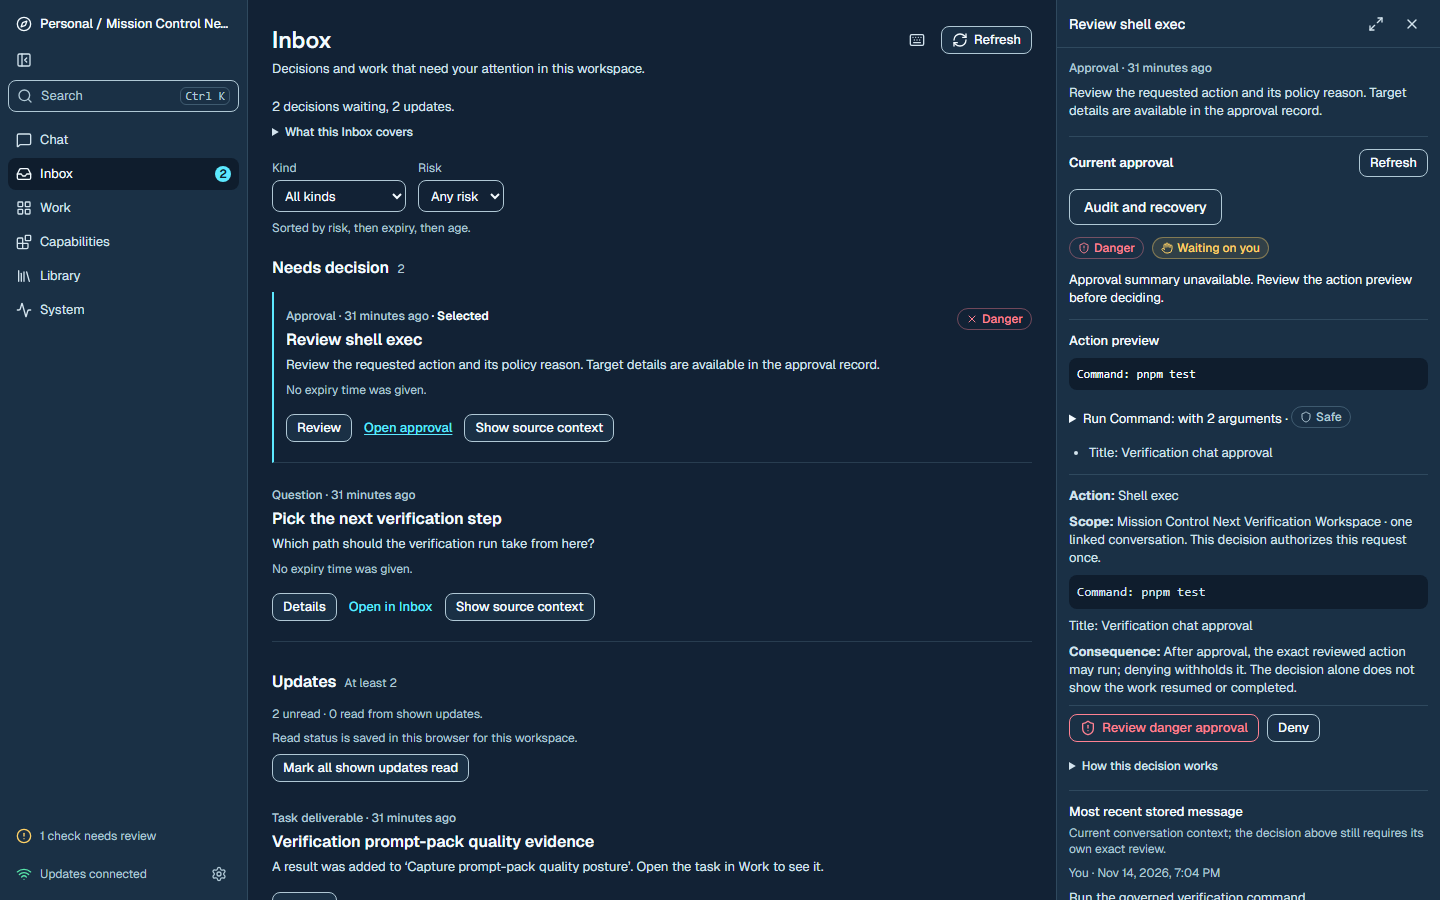 Personal / Mission Control Ne...
Search
Ctrl K
Chat
Inbox
2
Work
Capabilities
Library
System
1 check needs review
Updates connected
Inbox
Refresh
Decisions and work that need your attention in this workspace.
2 decisions waiting, 2 updates.
What this Inbox covers
Kind
Risk
All kinds
Any risk
Sorted by risk, then expiry, then age.
Needs decision 2
Approval · 31 minutes ago · Selected
Danger
Review shell exec
Review the requested action and its policy reason. Target details are available in the approval record.
No expiry time was given.
Review
Open approval
Show source context
Question · 31 minutes ago
Pick the next verification step
Which path should the verification run take from here?
No expiry time was given.
Details
Open in Inbox
Show source context
Updates At least 2
2 unread · 0 read from shown updates.
Read status is saved in this browser for this workspace.
Mark all shown updates read
Task deliverable · 31 minutes ago
Verification prompt-pack quality evidence
A result was added to ‘Capture prompt-pack quality posture’. Open the task in Work to see it.
Review shell exec
Approval · 31 minutes ago
Review the requested action and its policy reason. Target
details are available in the approval record.
Current approval
Refresh
Audit and recovery
Danger
Waiting on you
Approval summary unavailable. Review the action preview
before deciding.
Action preview
Command: pnpm test
Run Command: with 2 arguments · Safe
• Title: Verification chat approval
Action: Shell exec
Scope: Mission Control Next Verification Workspace · one
linked conversation. This decision authorizes this request
once.
Command: pnpm test
Title: Verification chat approval
Consequence: After approval, the exact reviewed action
may run; denying withholds it. The decision alone does not
show the work resumed or completed.
Review danger approval
Deny
How this decision works
Most recent stored message
Current conversation context; the decision above still requires its
own exact review.
You · Nov 14, 2026, 7:04 PM
Run the governed verification command